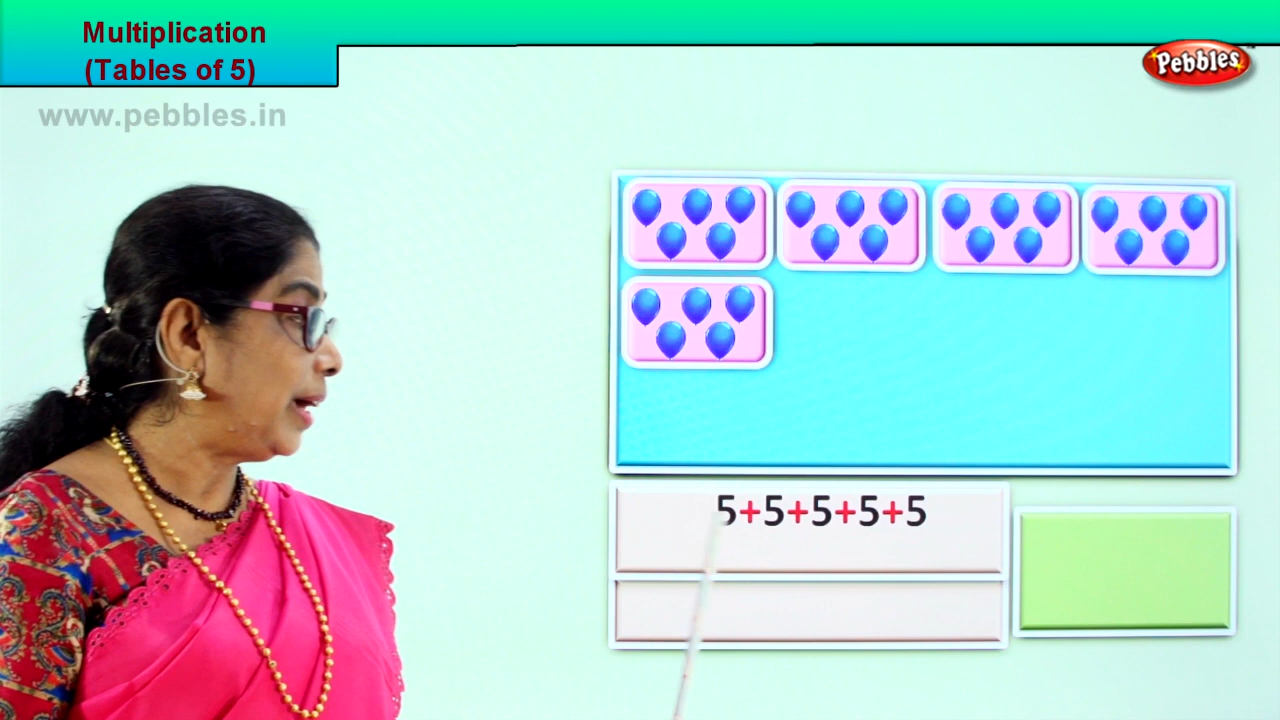 Multiplication
(Tables of 5)
www.pebbles.in
Pebbles
5+5+5+5+5